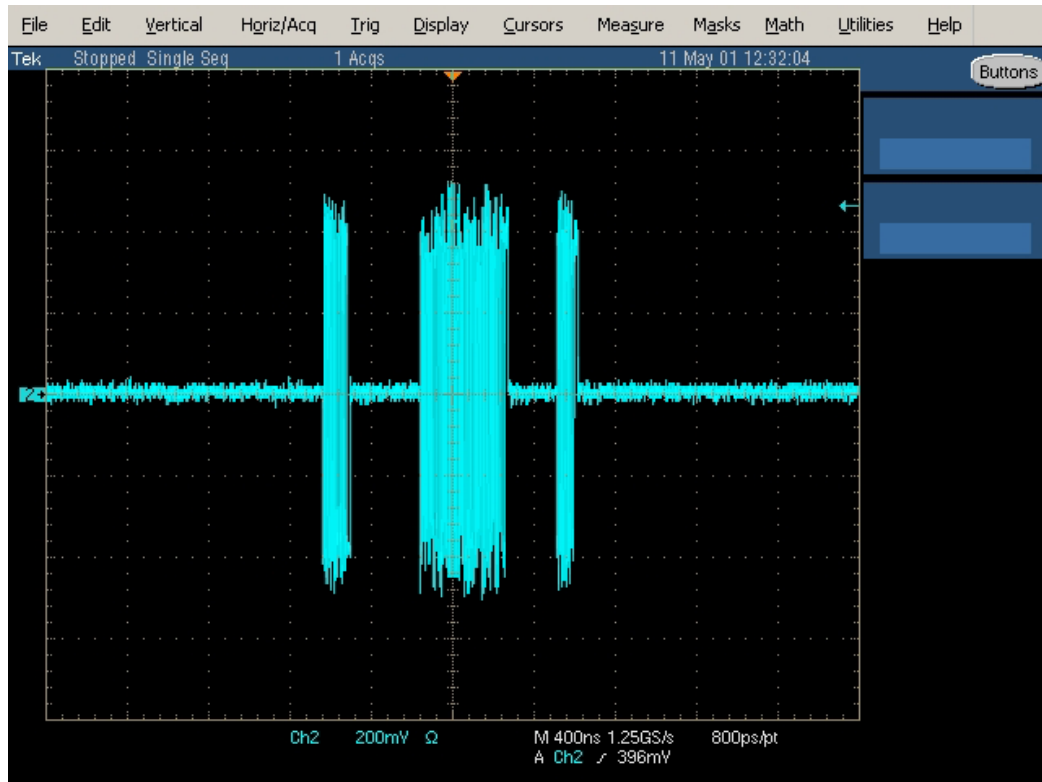 File Edit Vertical Horiz/Acq Trig Display Cursors Measure Masks Math Utilities Help
Tek Stopped Single Seq 1 Acqs 11 May 01 12:32:04
Buttons
2
Ch2 200mV Ω M 400ns 1.25GS/s 800ps/pt
A Ch2 ⁄ 396mV